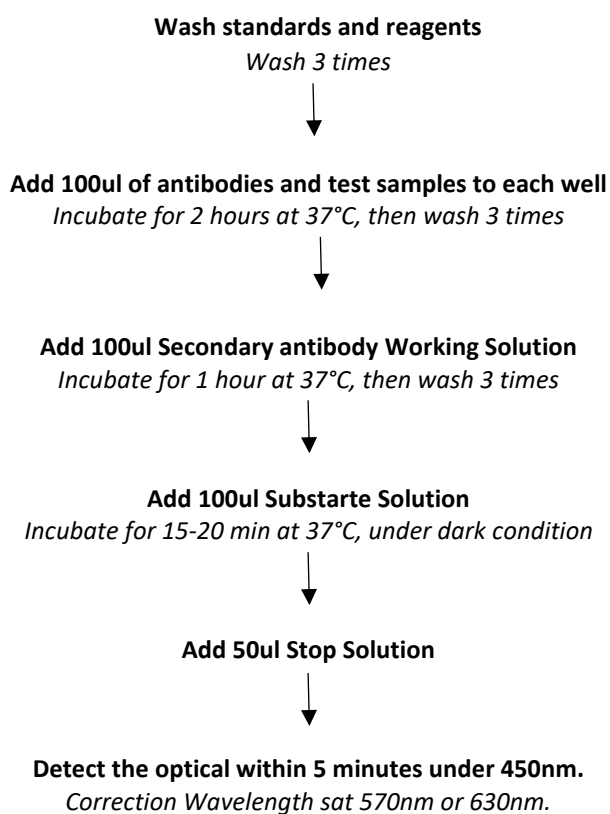 Wash standards and reagents
Wash 3 times
Add 100ul of antibodies and test samples to each well
Incubate for 2 hours at 37°C, then wash 3 times
Add 100ul Secondary antibody Working Solution
Incubate for 1 hour at 37°C, then wash 3 times
Add 100ul Substarte Solution
Incubate for 15-20 min at 37°C, under dark condition
Add 50ul Stop Solution
Detect the optical within 5 minutes under 450nm.
Correction Wavelength sat 570nm or 630nm.